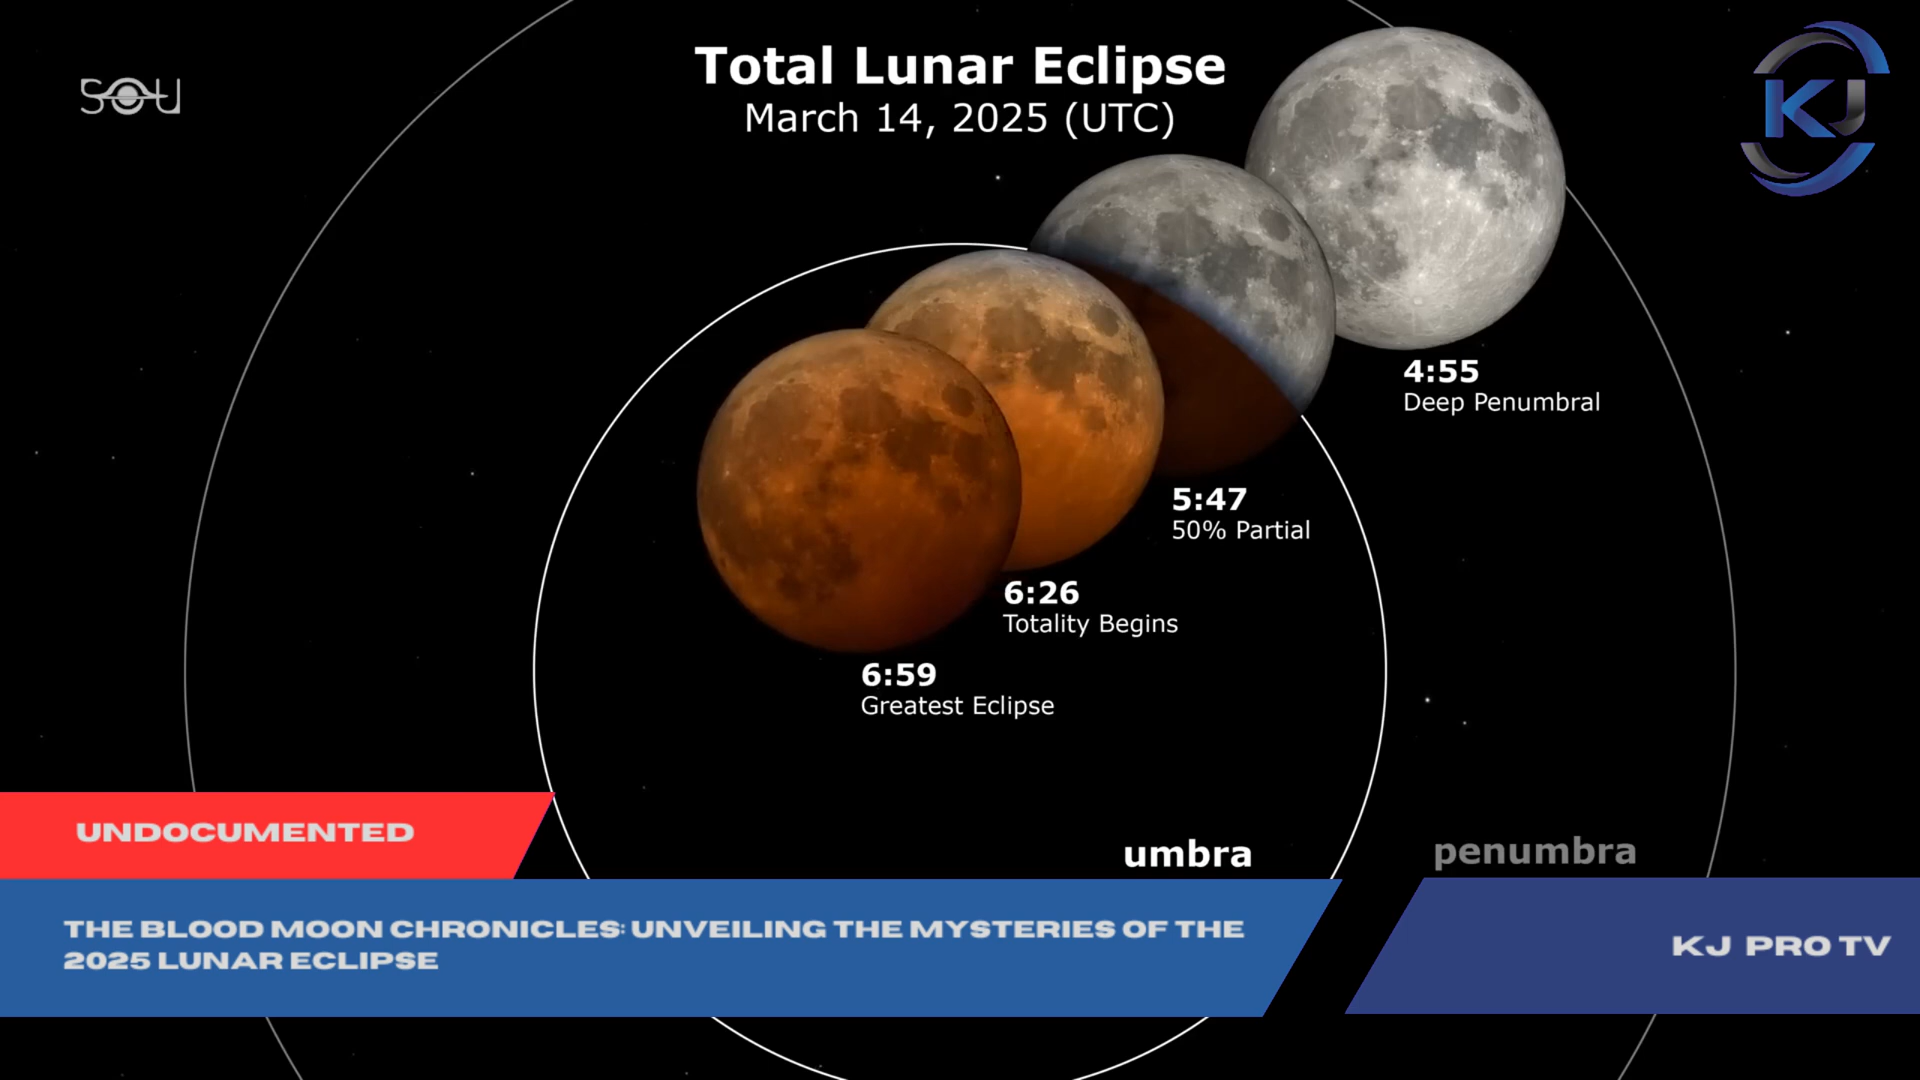 SOU
Total Lunar Eclipse
March 14, 2025 (UTC)
KJ
4:55
Deep Penumbral
5:47
50% Partial
6:26
Totality Begins
6:59
Greatest Eclipse
umbra
penumbra
UNDOCUMENTED
THE BLOOD MOON CHRONICLES: UNVEILING THE MYSTERIES OF THE
2025 LUNAR ECLIPSE
KJ PRO TV